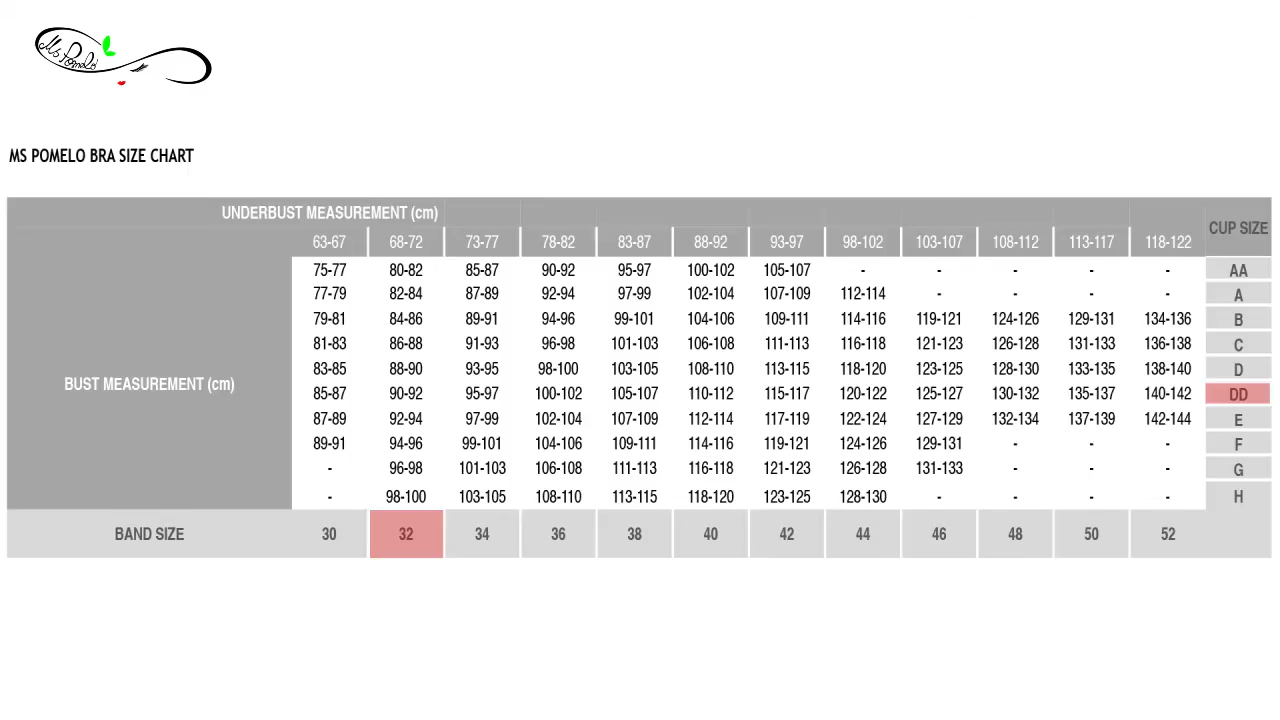 Ms Pomelo
MS POMELO BRA SIZE CHART
UNDERBUST MEASUREMENT (cm) CUP SIZE
63-67 68-72 73-77 78-82 83-87 88-92 93-97 98-102 103-107 108-112 113-117 118-122
75-77 80-82 85-87 90-92 95-97 100-102 105-107 - - - - - AA
77-79 82-84 87-89 92-94 97-99 102-104 107-109 112-114 - - - - A
79-81 84-86 89-91 94-96 99-101 104-106 109-111 114-116 119-121 124-126 129-131 134-136 B
81-83 86-88 91-93 96-98 101-103 106-108 111-113 116-118 121-123 126-128 131-133 136-138 C
83-85 88-90 93-95 98-100 103-105 108-110 113-115 118-120 123-125 128-130 133-135 138-140 D
BUST MEASUREMENT (cm)
85-87 90-92 95-97 100-102 105-107 110-112 115-117 120-122 125-127 130-132 135-137 140-142 DD
87-89 92-94 97-99 102-104 107-109 112-114 117-119 122-124 127-129 132-134 137-139 142-144 E
89-91 94-96 99-101 104-106 109-111 114-116 119-121 124-126 129-131 - - - F
- 96-98 101-103 106-108 111-113 116-118 121-123 126-128 131-133 - - - G
- 98-100 103-105 108-110 113-115 118-120 123-125 128-130 - - - - H
BAND SIZE 30 32 34 36 38 40 42 44 46 48 50 52